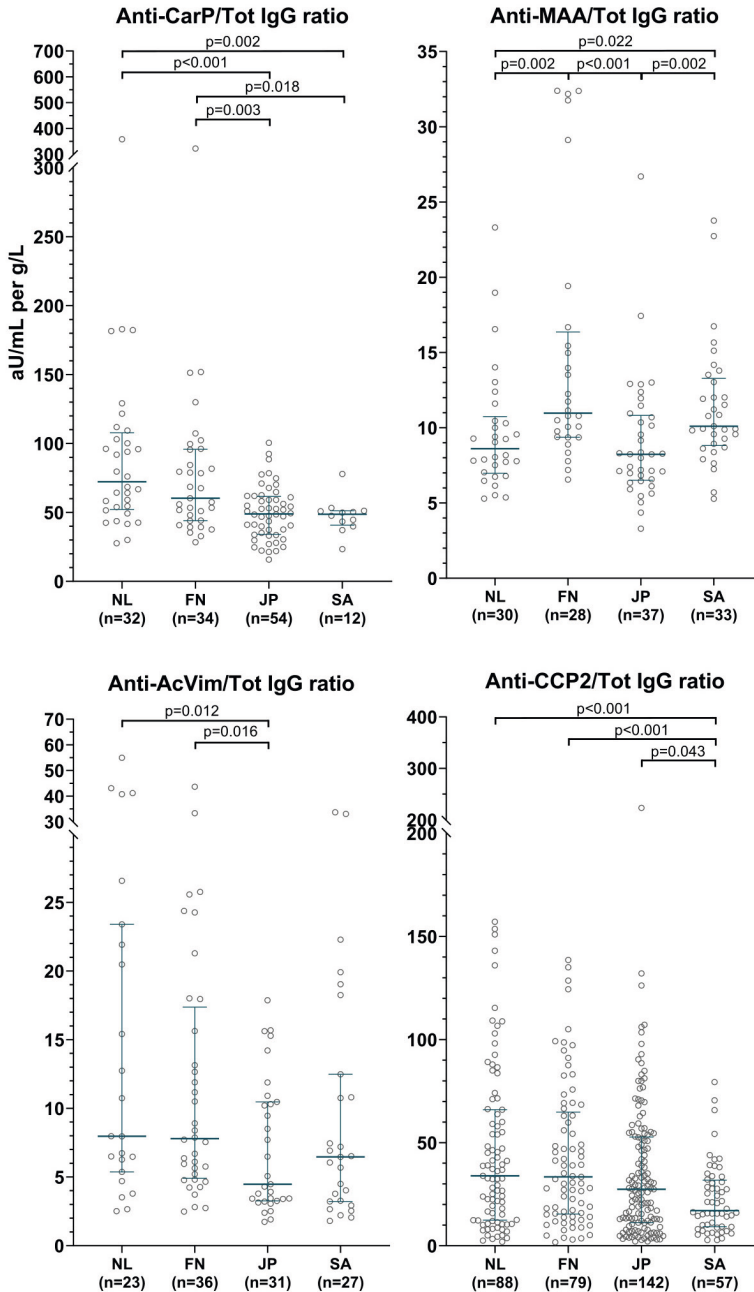 Anti-CarP/Tot IgG ratio
p=0.002
p<0.001
p=0.018
p=0.003
aU/mL per g/L
700
600
500
400
300
300
250
200
150
100
50
0
NL FN JP SA
(n=32) (n=34) (n=54) (n=12)
Anti-MAA/Tot IgG ratio
p=0.022
p=0.002 p<0.001 p=0.002
35
30
25
20
15
10
5
0
NL FN JP SA
(n=30) (n=28) (n=37) (n=33)
Anti-AcVim/Tot IgG ratio
p=0.012
p=0.016
70
60
50
40
30
25
20
15
10
5
0
NL FN JP SA
(n=23) (n=36) (n=31) (n=27)
Anti-CCP2/Tot IgG ratio
p<0.001
p<0.001
p=0.043
400
300
200
200
150
100
50
0
NL FN JP SA
(n=88) (n=79) (n=142) (n=57)